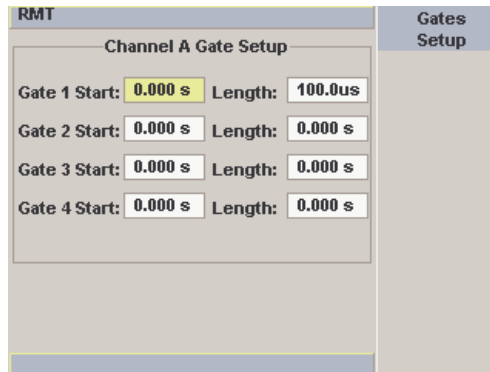 RMT
Gates
Setup
Channel A Gate Setup
Gate 1 Start: 0.000 s Length: 100.0us
Gate 2 Start: 0.000 s Length: 0.000 s
Gate 3 Start: 0.000 s Length: 0.000 s
Gate 4 Start: 0.000 s Length: 0.000 s